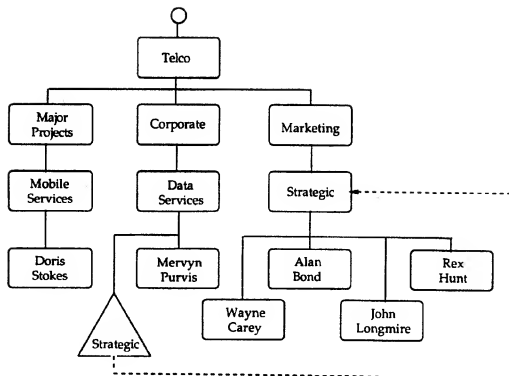 Telco
Major
Projects
Corporate
Marketing
Mobile
Services
Data
Services
Strategic
Doris
Stokes
Mervyn
Purvis
Alan
Bond
Rex
Hunt
Wayne
Carey
John
Longmire
Strategic